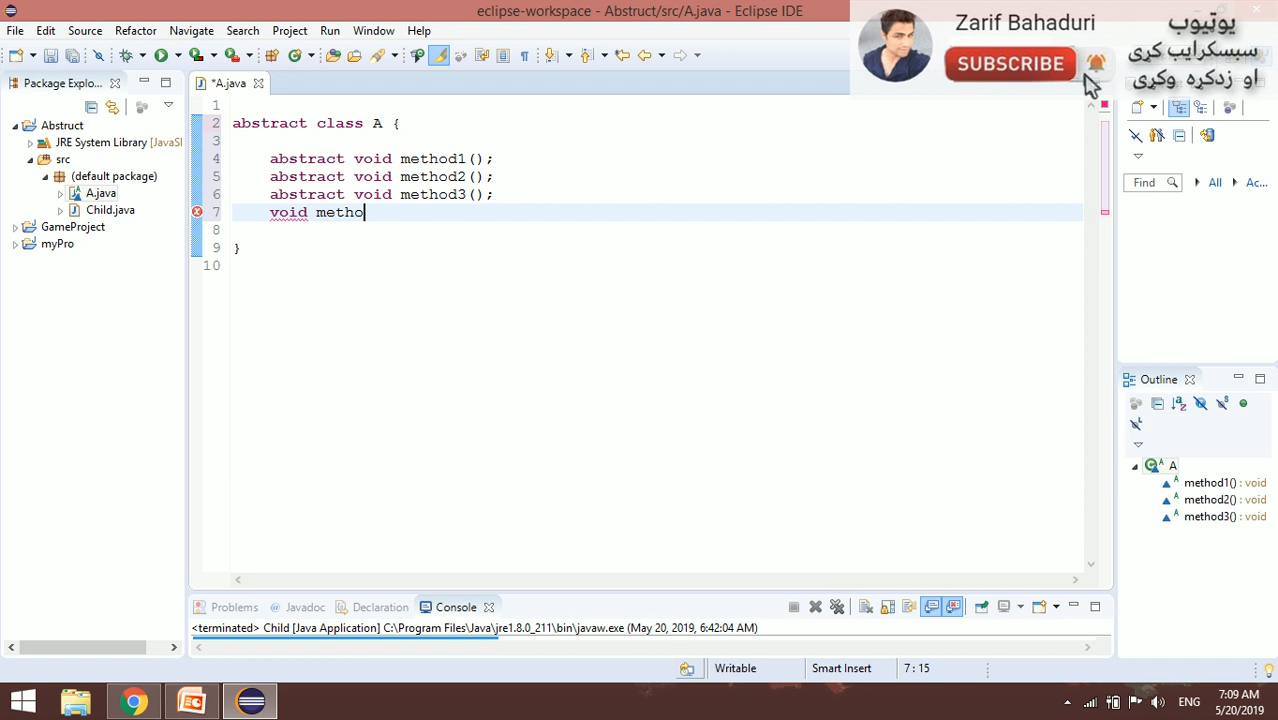 eclipse-workspace - Abstruct/src/A.java - Eclipse IDE
File Edit Source Refactor Navigate Search Project Run Window Help
Zarif Bahaduri
SUBSCRIBE
یوټیوب
سبسکرایب کړی
او زدکړه وکړی
Package Explo...
*A.java
Abstruct
JRE System Library [JavaSE
src
(default package)
A.java
Child.java
GameProject
myPro
1
2 abstract class A {
3
4 abstract void method1();
5 abstract void method2();
6 abstract void method3();
7 void metho
8
9 }
10
Find All Ac...
Outline
A
method1() : void
method2() : void
method3() : void
Problems Javadoc Declaration Console
<terminated> Child [Java Application] C:\Program Files\Java\jre1.8.0_211\bin\javaw.exe (May 20, 2019, 6:42:04 AM)
Writable Smart Insert 7 : 15
ENG
7:09 AM
5/20/2019